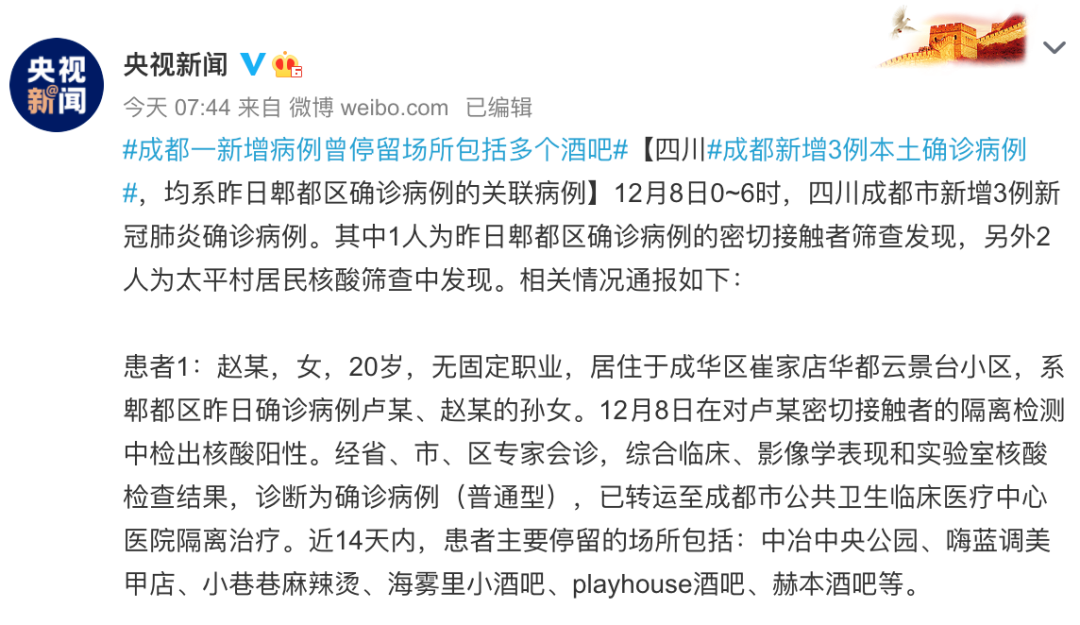 央视新闻
央视
新@闻
今天 07:44 来自 微博 weibo.com 已编辑
#成都一新增病例曾停留场所包括多个酒吧#【四川#成都新增3例本土确诊病例
#，均系昨日郫都区确诊病例的关联病例】12月8日0~6时，四川成都市新增3例新
冠肺炎确诊病例。其中1人为昨日郫都区确诊病例的密切接触者筛查发现，另外2
人为太平村居民核酸筛查中发现。相关情况通报如下：
患者1：赵某，女，20岁，无固定职业，居住于成华区崔家店华都云景台小区，系
郫都区昨日确诊病例卢某、赵某的孙女。12月8日在对卢某密切接触者的隔离检测
中检出核酸阳性。经省、市、区专家会诊，综合临床、影像学表现和实验室核酸
检查结果，诊断为确诊病例（普通型），已转运至成都市公共卫生临床医疗中心
医院隔离治疗。近14天内，患者主要停留的场所包括：中冶中央公园、嗨蓝调美
甲店、小巷巷麻辣烫、海雾里小酒吧、playhouse酒吧、赫本酒吧等。